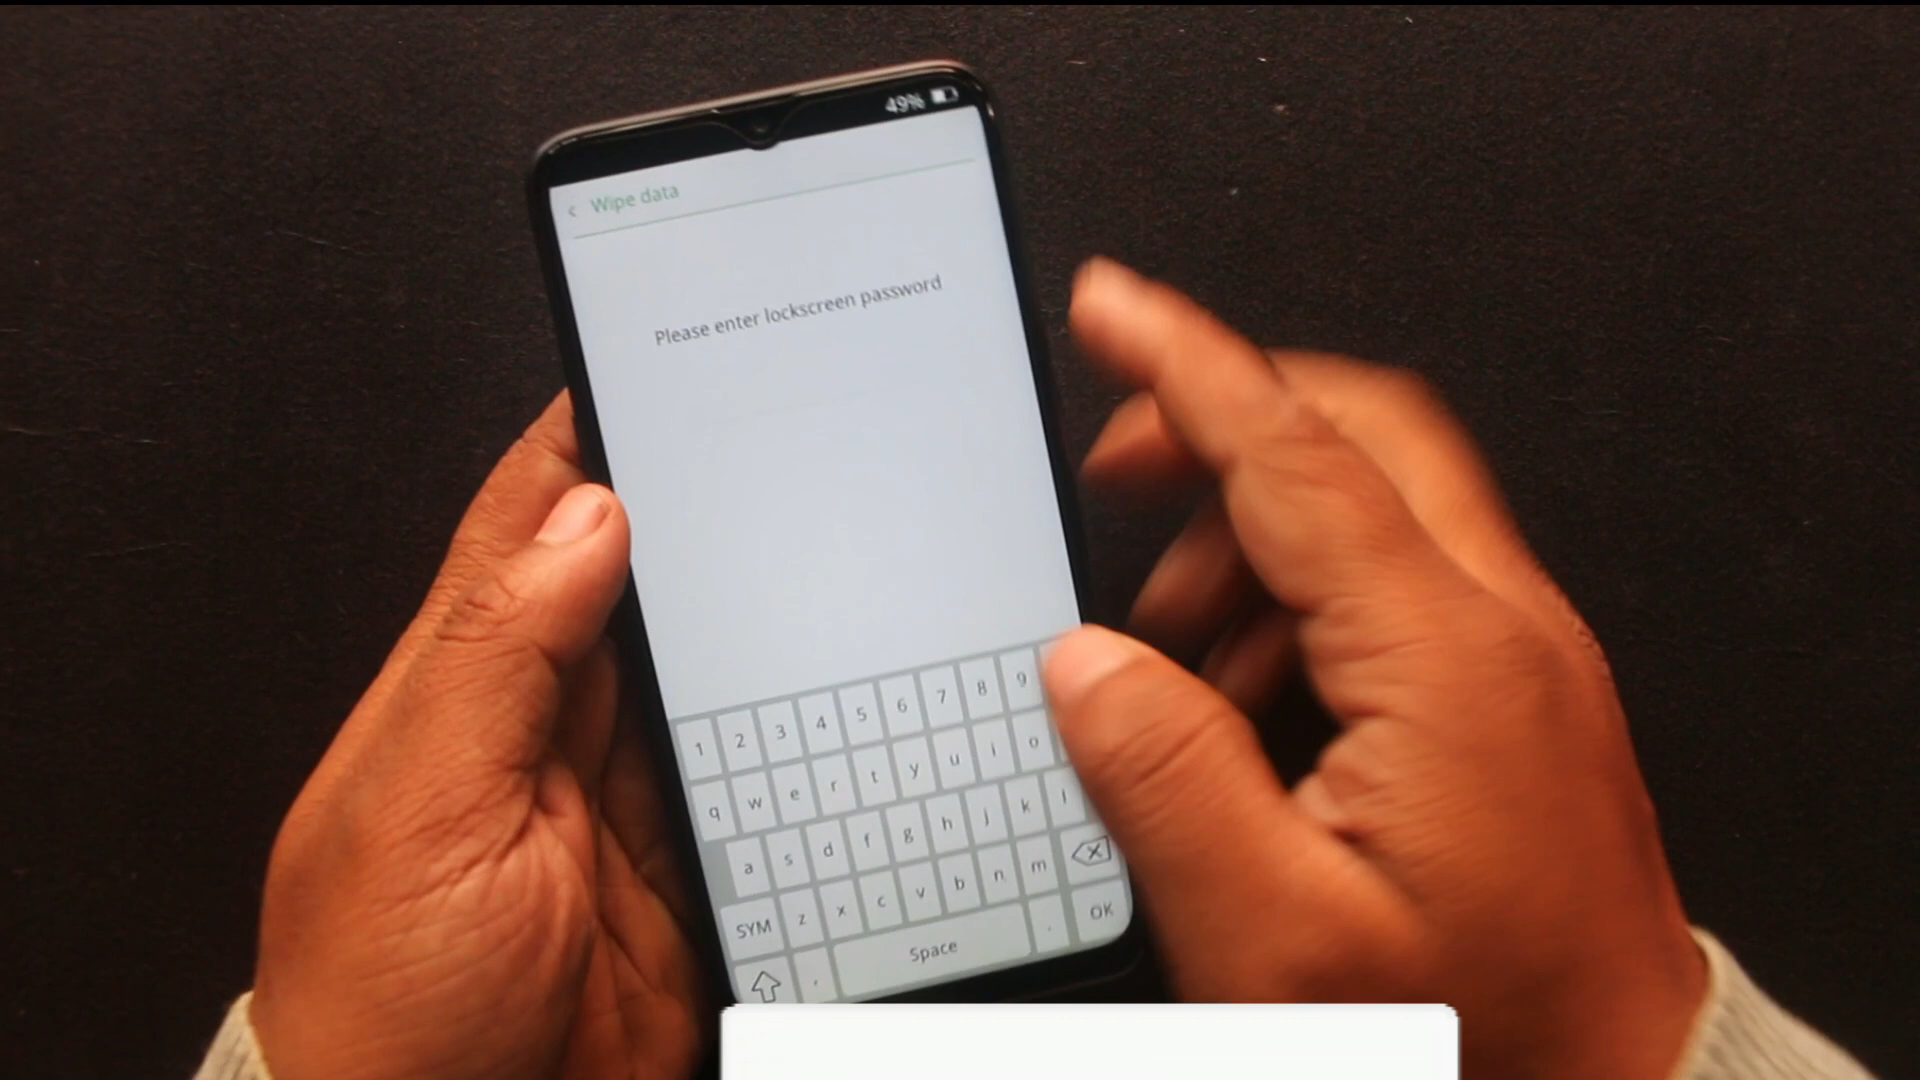 49%
< Wipe data
Please enter lockscreen password
1 2 3 4 5 6 7 8 9
q w e r t y u i o
a s d f g h j k l
SYM z x c v b n m
, Space . OK